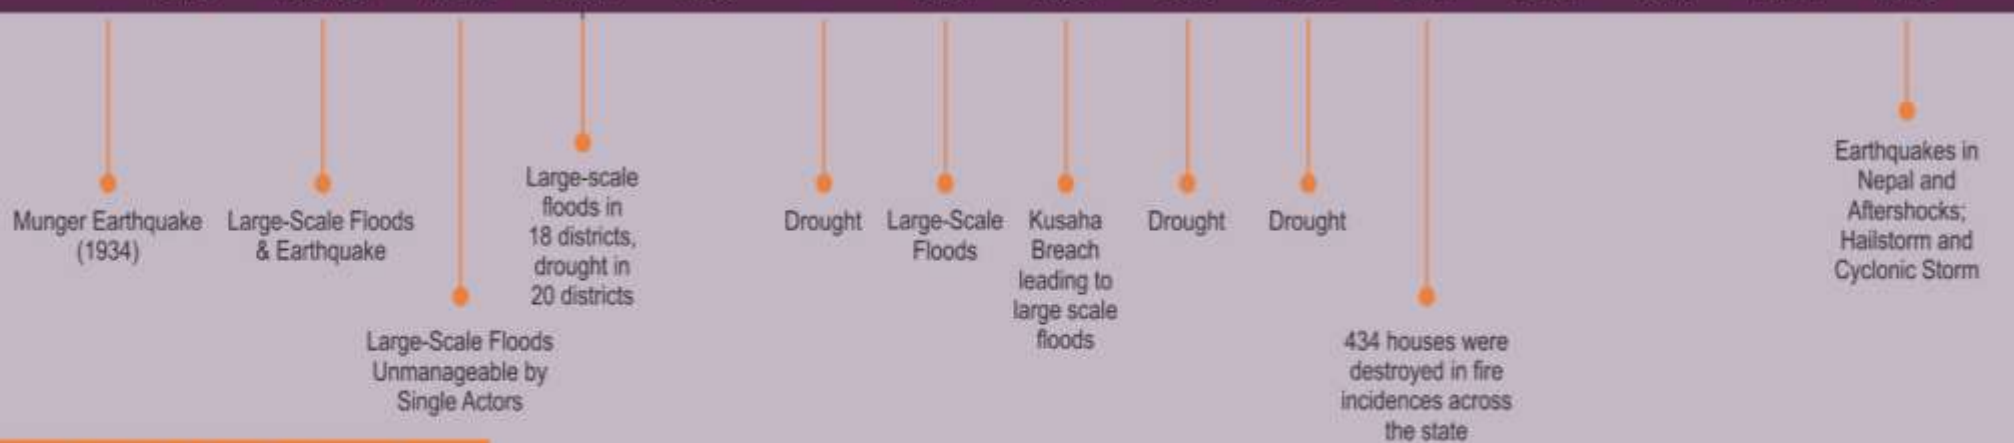 Munger Earthquake
(1934)
Large-Scale Floods
& Earthquake
Large-Scale Floods
Unmanageable by
Single Actors
Large-scale
floods in
18 districts,
drought in
20 districts
Drought
Large-Scale
Floods
Kusaha
Breach
leading to
large scale
floods
Drought
Drought
434 houses were
destroyed in fire
incidences across
the state
Earthquakes in
Nepal and
Aftershocks;
Hailstorm and
Cyclonic Storm